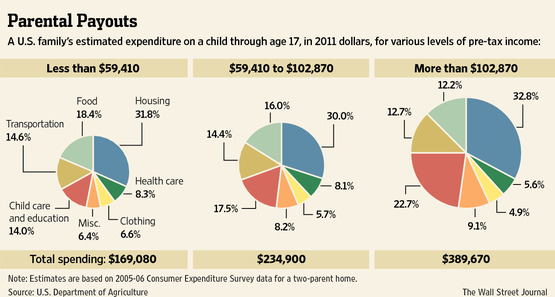 Parental Payouts
A U.S. family's estimated expenditure on a child through age 17, in 2011 dollars, for various levels of pre-tax income:
Less than $59,410
Food
18.4%
Housing
31.8%
Transportation
14.6%
Health care
8.3%
Child care
and education
14.0%
Misc.
6.4%
Clothing
6.6%
Total spending: $169,080
$59,410 to $102,870
16.0%
30.0%
14.4%
8.1%
17.5%
5.7%
8.2%
$234,900
More than $102,870
12.2%
32.8%
12.7%
5.6%
22.7%
4.9%
9.1%
$389,670
Note: Estimates are based on 2005-06 Consumer Expenditure Survey data for a two-parent home.
Source: U.S. Department of Agriculture
The Wall Street Journal